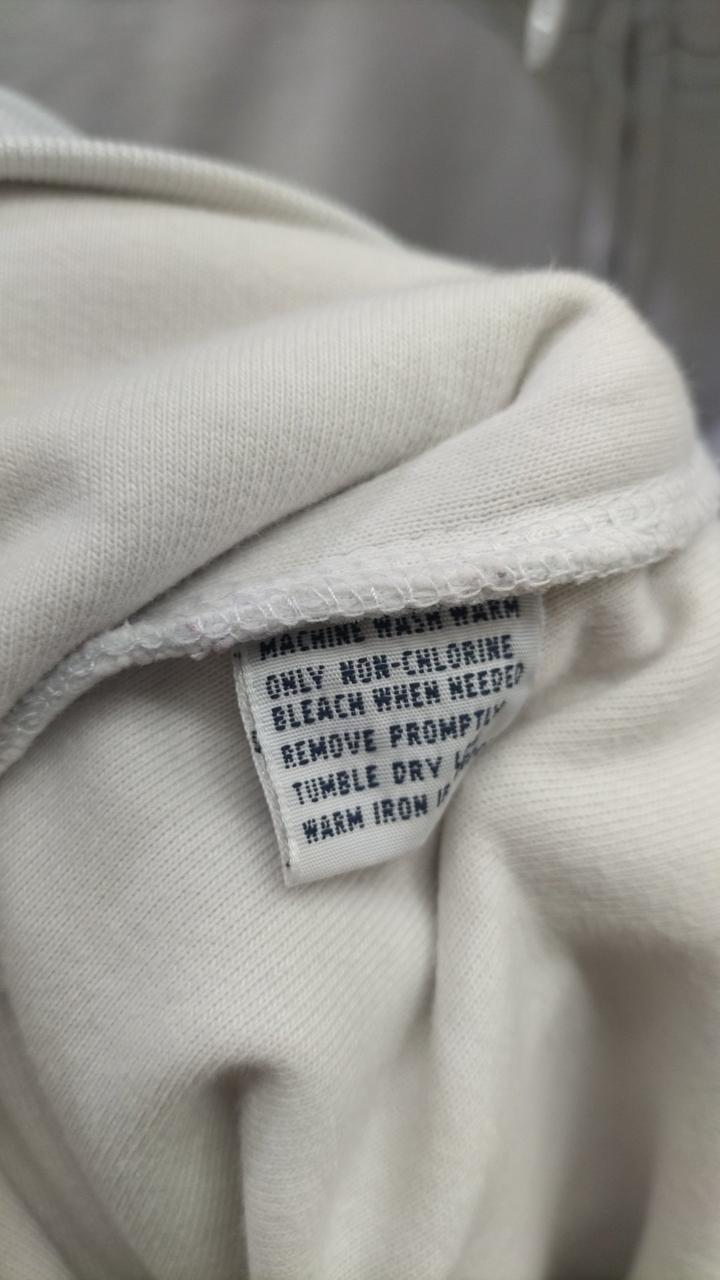 MACHINE WASH WARM
ONLY NON-CHLORINE
BLEACH WHEN NEEDED
REMOVE PROMPTLY
TUMBLE DRY
WARM IRON